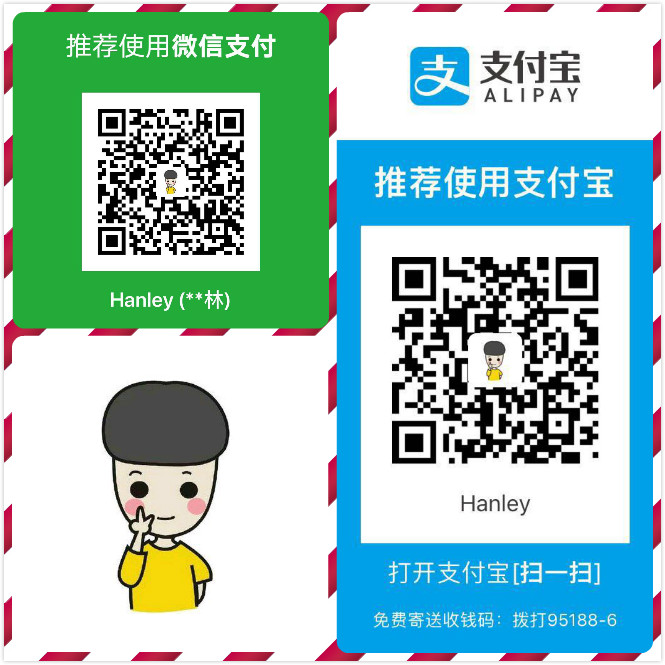 推荐使用微信支付
Hanley (**林)
支付宝
ALIPAY
推荐使用支付宝
Hanley
打开支付宝[扫一扫]
免费寄送收钱码：拨打95188-6